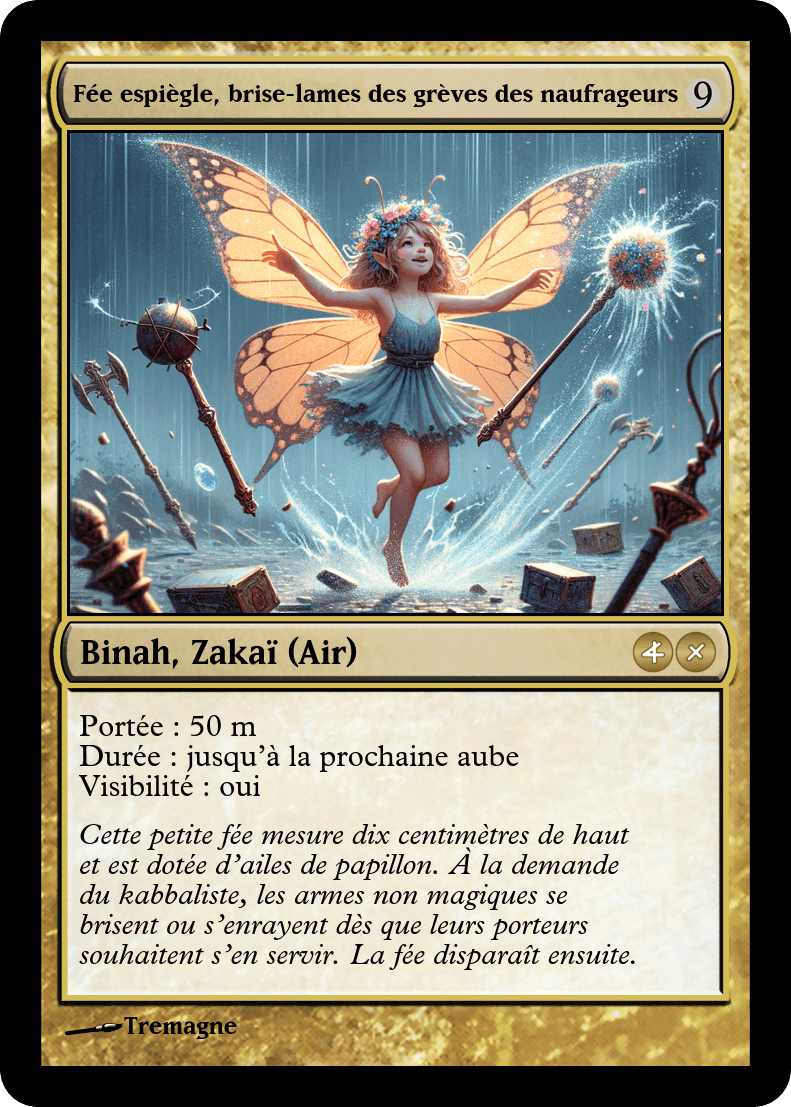 Fée espiègle, brise-lames des grèves des naufrageurs 9
Binah, Zakaï (Air)
Portée : 50 m
Durée : jusqu'à la prochaine aube
Visibilité : oui
Cette petite fée mesure dix centimètres de haut
et est dotée d'ailes de papillon. À la demande
du kabbaliste, les armes non magiques se
brisent ou s'enrayent dès que leurs porteurs
souhaitent s'en servir. La fée disparaît ensuite.
Tremagne